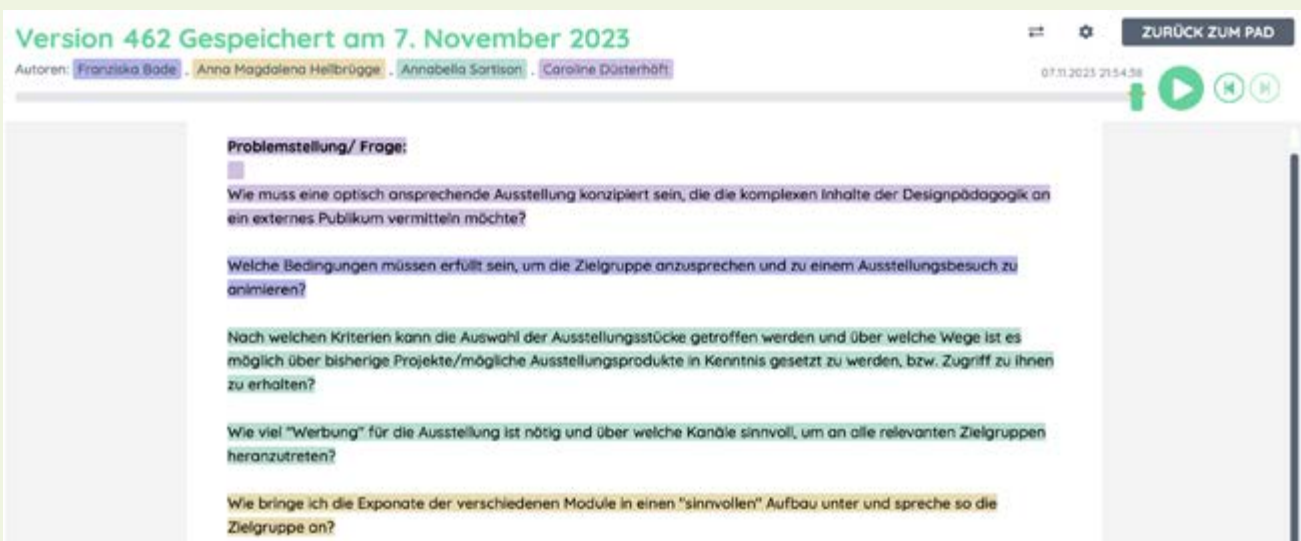 Version 462 Gespeichert am 7. November 2023
ZURÜCK ZUM PAD
Autoren: Franziska Bade , Anna Magdalena Heilbrügge , Annabella Sartison , Caroline Düsterhöft
07.11.2023 21:54:38
Problemstellung/ Frage:
Wie muss eine optisch ansprechende Ausstellung konzipiert sein, die die komplexen Inhalte der Designpädagogik an
ein externes Publikum vermitteln möchte?
Welche Bedingungen müssen erfüllt sein, um die Zielgruppe anzusprechen und zu einem Ausstellungsbesuch zu
animieren?
Nach welchen Kriterien kann die Auswahl der Ausstellungsstücke getroffen werden und über welche Wege ist es
möglich über bisherige Projekte/mögliche Ausstellungsprodukte in Kenntnis gesetzt zu werden, bzw. Zugriff zu ihnen
zu erhalten?
Wie viel "Werbung" für die Ausstellung ist nötig und über welche Kanäle sinnvoll, um an alle relevanten Zielgruppen
heranzutreten?
Wie bringe ich die Exponate der verschiedenen Module in einen "sinnvollen" Aufbau unter und spreche so die
Zielgruppe an?